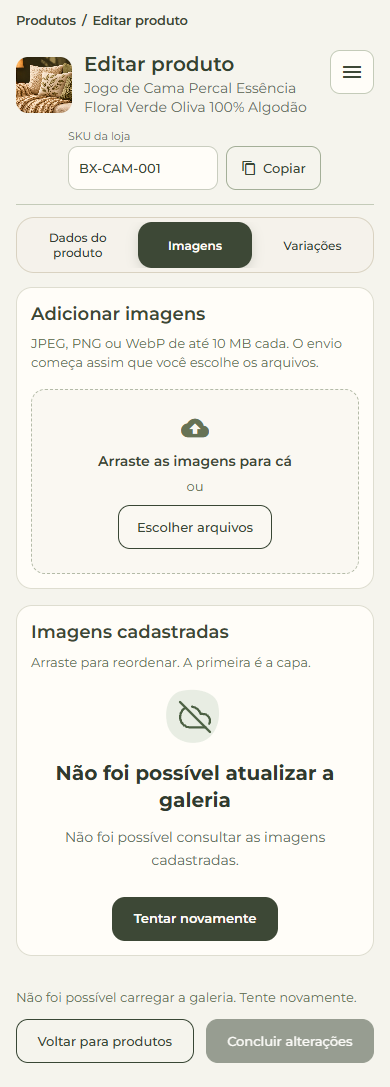 Produtos / Editar produto
Editar produto
Jogo de Cama Percal Essência
Floral Verde Oliva 100% Algodão
SKU da loja
BX-CAM-001
Copiar
Dados do
produto
Imagens
Variações
Adicionar imagens
JPEG, PNG ou WebP de até 10 MB cada. O envio
começa assim que você escolhe os arquivos.
Arraste as imagens para cá
ou
Escolher arquivos
Imagens cadastradas
Arraste para reordenar. A primeira é a capa.
Não foi possível atualizar a
galeria
Não foi possível consultar as imagens
cadastradas.
Tentar novamente
Não foi possível carregar a galeria. Tente novamente.
Voltar para produtos
Concluir alterações